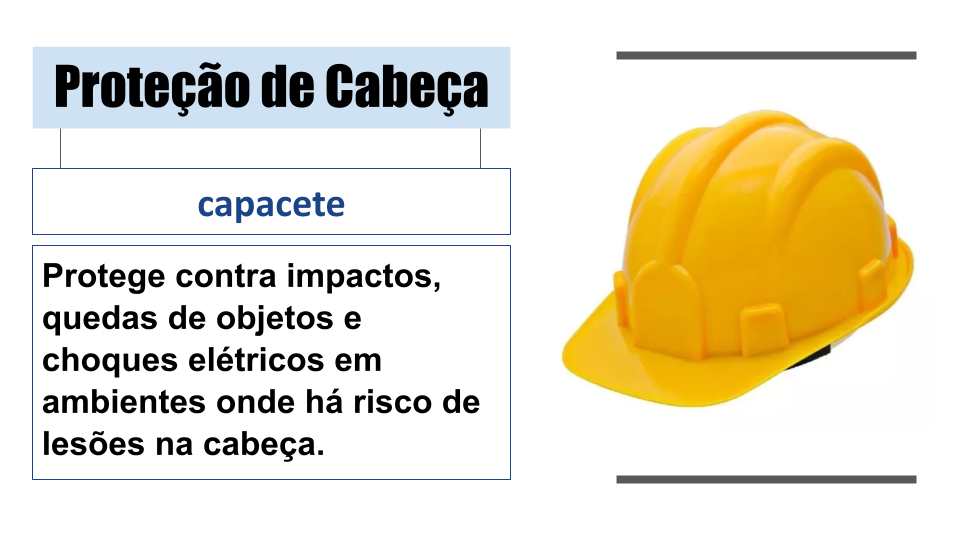 Proteção de Cabeça
capacete
Protege contra impactos,
quedas de objetos e
choques elétricos em
ambientes onde há risco de
lesões na cabeça.